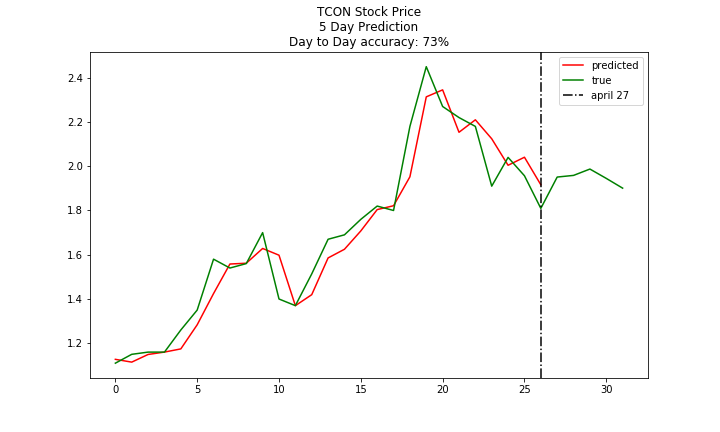 TCON Stock Price
5 Day Prediction
Day to Day accuracy: 73%
predicted
true
april 27
2.4
2.2
2.0
1.8
1.6
1.4
1.2
0 5 10 15 20 25 30